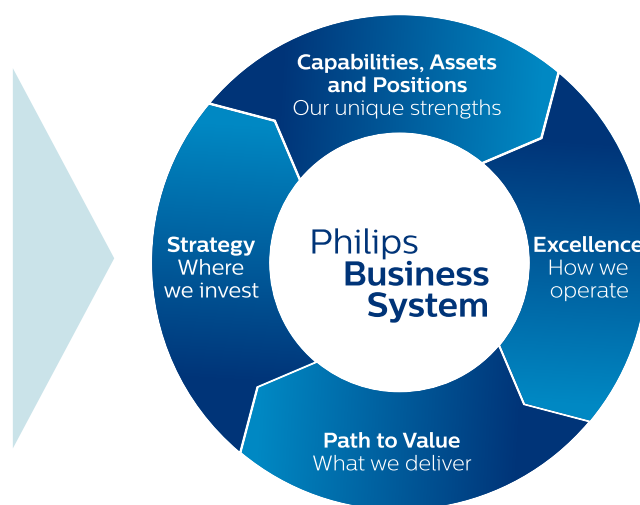 Capabilities, Assets
and Positions
Our unique strengths
Strategy
Where
we invest
Philips
Business
System
Excellence
How we
operate
Path to Value
What we deliver